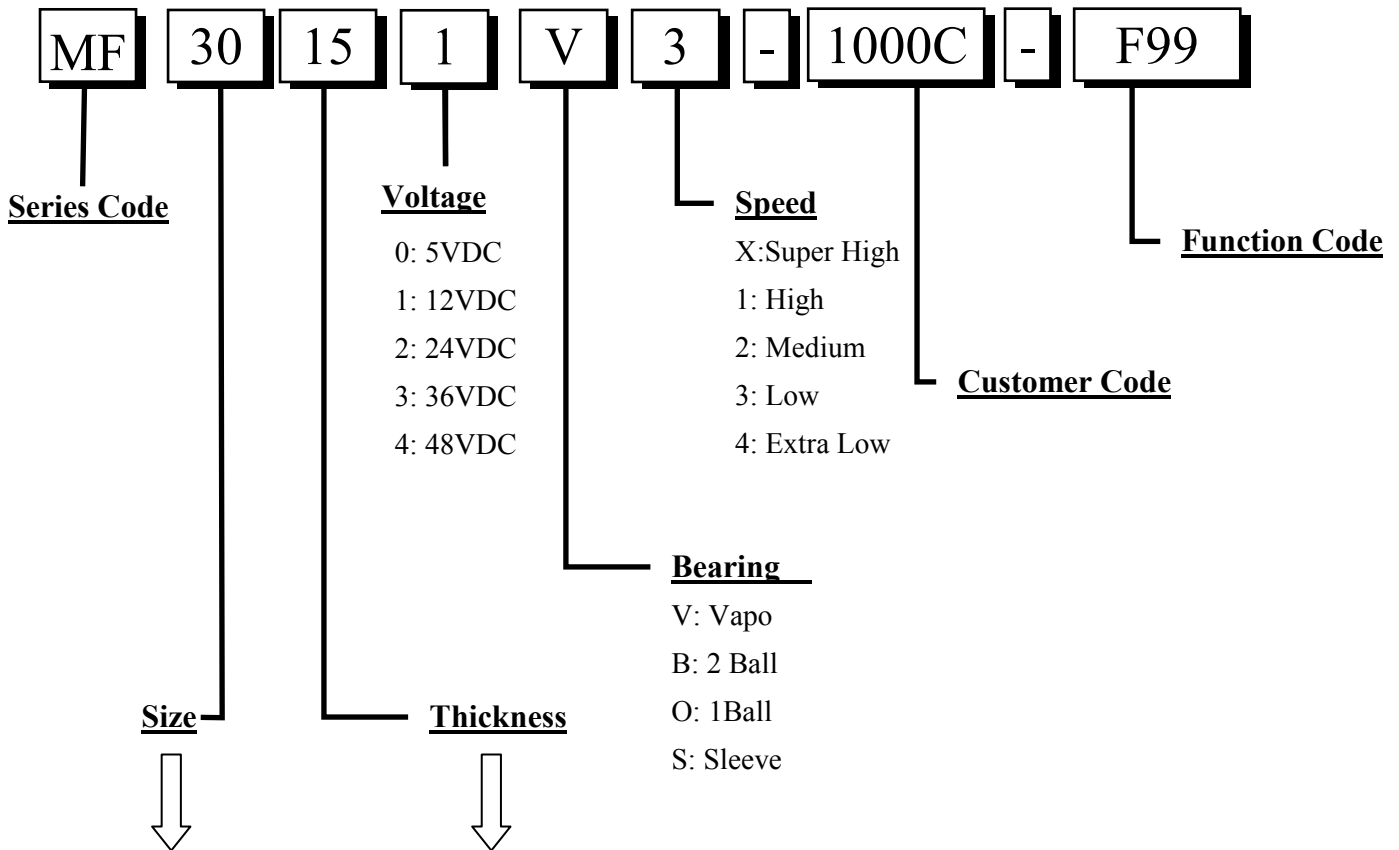 MF 30 15 1 V 3 - 1000C - F99
Series Code
Voltage
0: 5VDC
1: 12VDC
2: 24VDC
3: 36VDC
4: 48VDC
Speed
X:Super High
1: High
2: Medium
3: Low
4: Extra Low
Function Code
Customer Code
Bearing
V: Vapo
B: 2 Ball
O: 1Ball
S: Sleeve
Size
Thickness